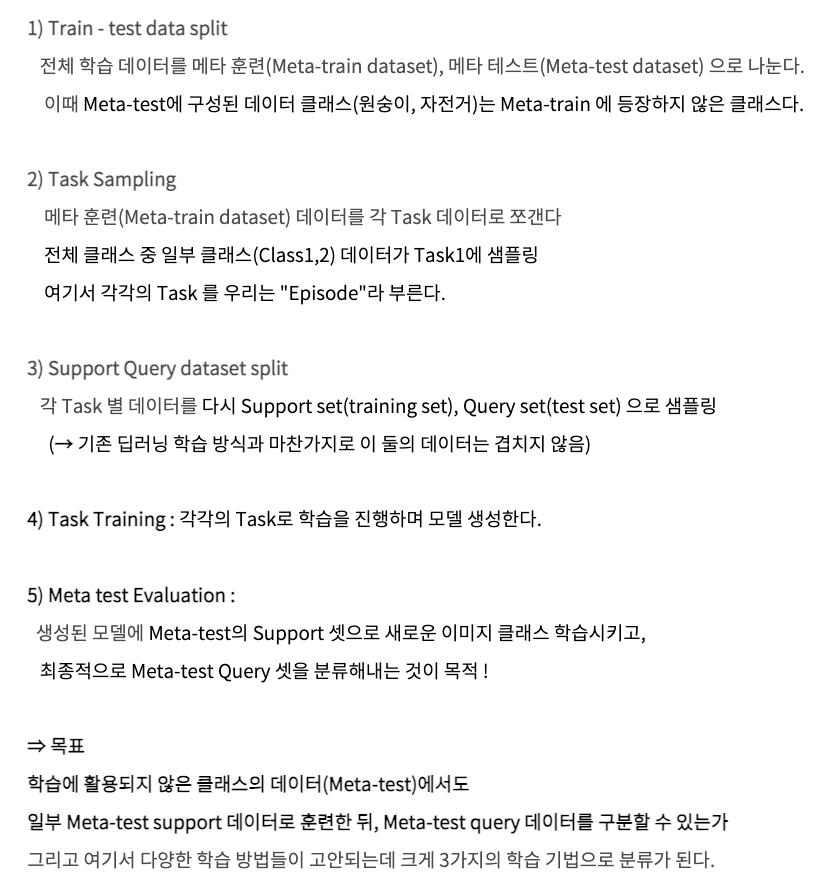 1) Train - test data split
전체 학습 데이터를 메타 훈련(Meta-train dataset), 메타 테스트(Meta-test dataset) 으로 나눈다.
이때 Meta-test에 구성된 데이터 클래스(원숭이, 자전거)는 Meta-train 에 등장하지 않은 클래스다.
2) Task Sampling
메타 훈련(Meta-train dataset) 데이터를 각 Task 데이터로 쪼갠다
전체 클래스 중 일부 클래스(Class1,2) 데이터가 Task1에 샘플링
여기서 각각의 Task 를 우리는 "Episode"라 부른다.
3) Support Query dataset split
각 Task 별 데이터를 다시 Support set(training set), Query set(test set) 으로 샘플링
(→ 기존 딥러닝 학습 방식과 마찬가지로 이 둘의 데이터는 겹치지 않음)
4) Task Training : 각각의 Task로 학습을 진행하며 모델 생성한다.
5) Meta test Evaluation :
생성된 모델에 Meta-test의 Support 셋으로 새로운 이미지 클래스 학습시키고,
최종적으로 Meta-test Query 셋을 분류해내는 것이 목적 !
⇒ 목표
학습에 활용되지 않은 클래스의 데이터(Meta-test)에서도
일부 Meta-test support 데이터로 훈련한 뒤, Meta-test query 데이터를 구분할 수 있는가
그리고 여기서 다양한 학습 방법들이 고안되는데 크게 3가지의 학습 기법으로 분류가 된다.